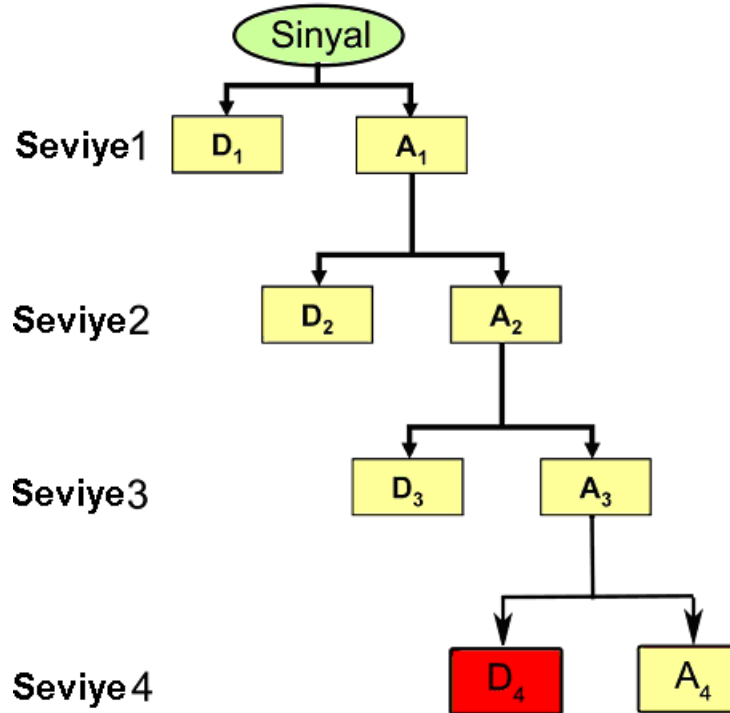 Sinyal
Seviye1 D₁ A₁
Seviye2 D₂ A₂
Seviye3 D₃ A₃
Seviye4 D₄ A₄